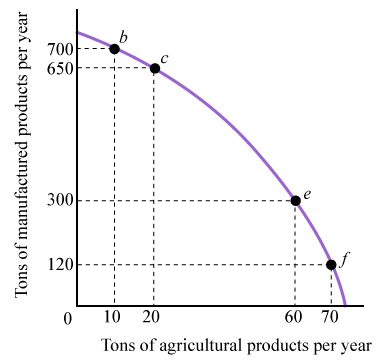 Tons of manufactured products per year
700
650
300
120
b
c
e
f
0
10
20
60
70
Tons of agricultural products per year